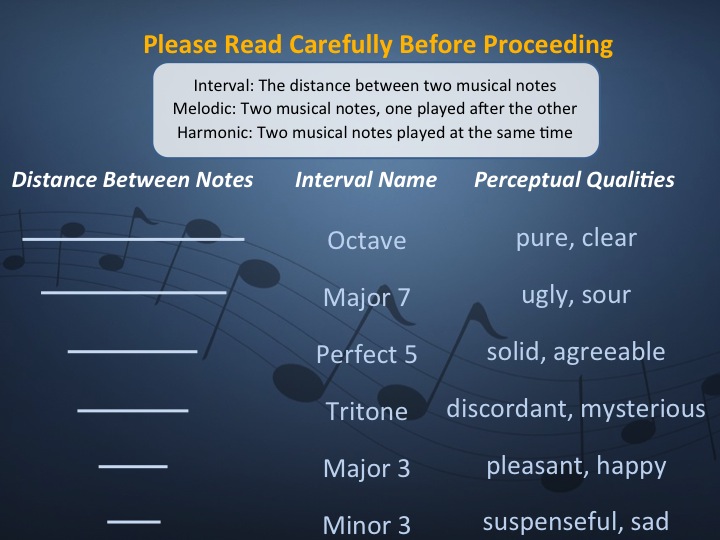 Please Read Carefully Before Proceeding
Interval: The distance between two musical notes
Melodic: Two musical notes, one played after the other
Harmonic: Two musical notes played at the same time
Distance Between Notes Interval Name Perceptual Qualities
Octave pure, clear
Major 7 ugly, sour
Perfect 5 solid, agreeable
Tritone discordant, mysterious
Major 3 pleasant, happy
Minor 3 suspenseful, sad